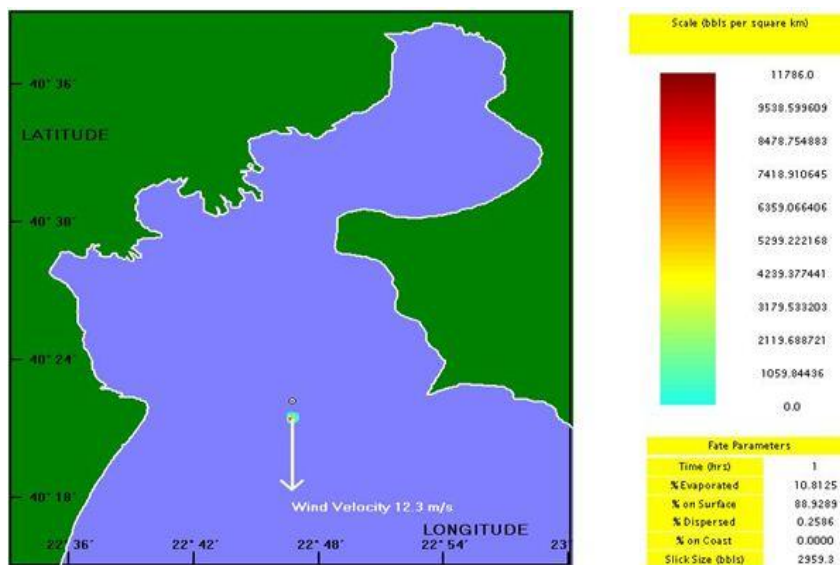 40° 36'
LATITUDE
40° 38'
40° 24'
40° 18'
Wind Velocity 12.3 m/s
LONGITUDE
22° 36'
22° 42'
22° 48'
22° 54'
23°
Scale (bbls per square km)
11786.0
9538.599609
8478.754883
7418.910645
6359.066406
5299.222168
4239.377441
3179.533203
2119.688721
1059.84436
0.0
Fate Parameters
Time (hrs) 1
% Evaporated 10.8125
% on Surface 88.9289
% Dispersed 0.2586
% on Coast 0.0000
Slick Size (bbls) 2959.3